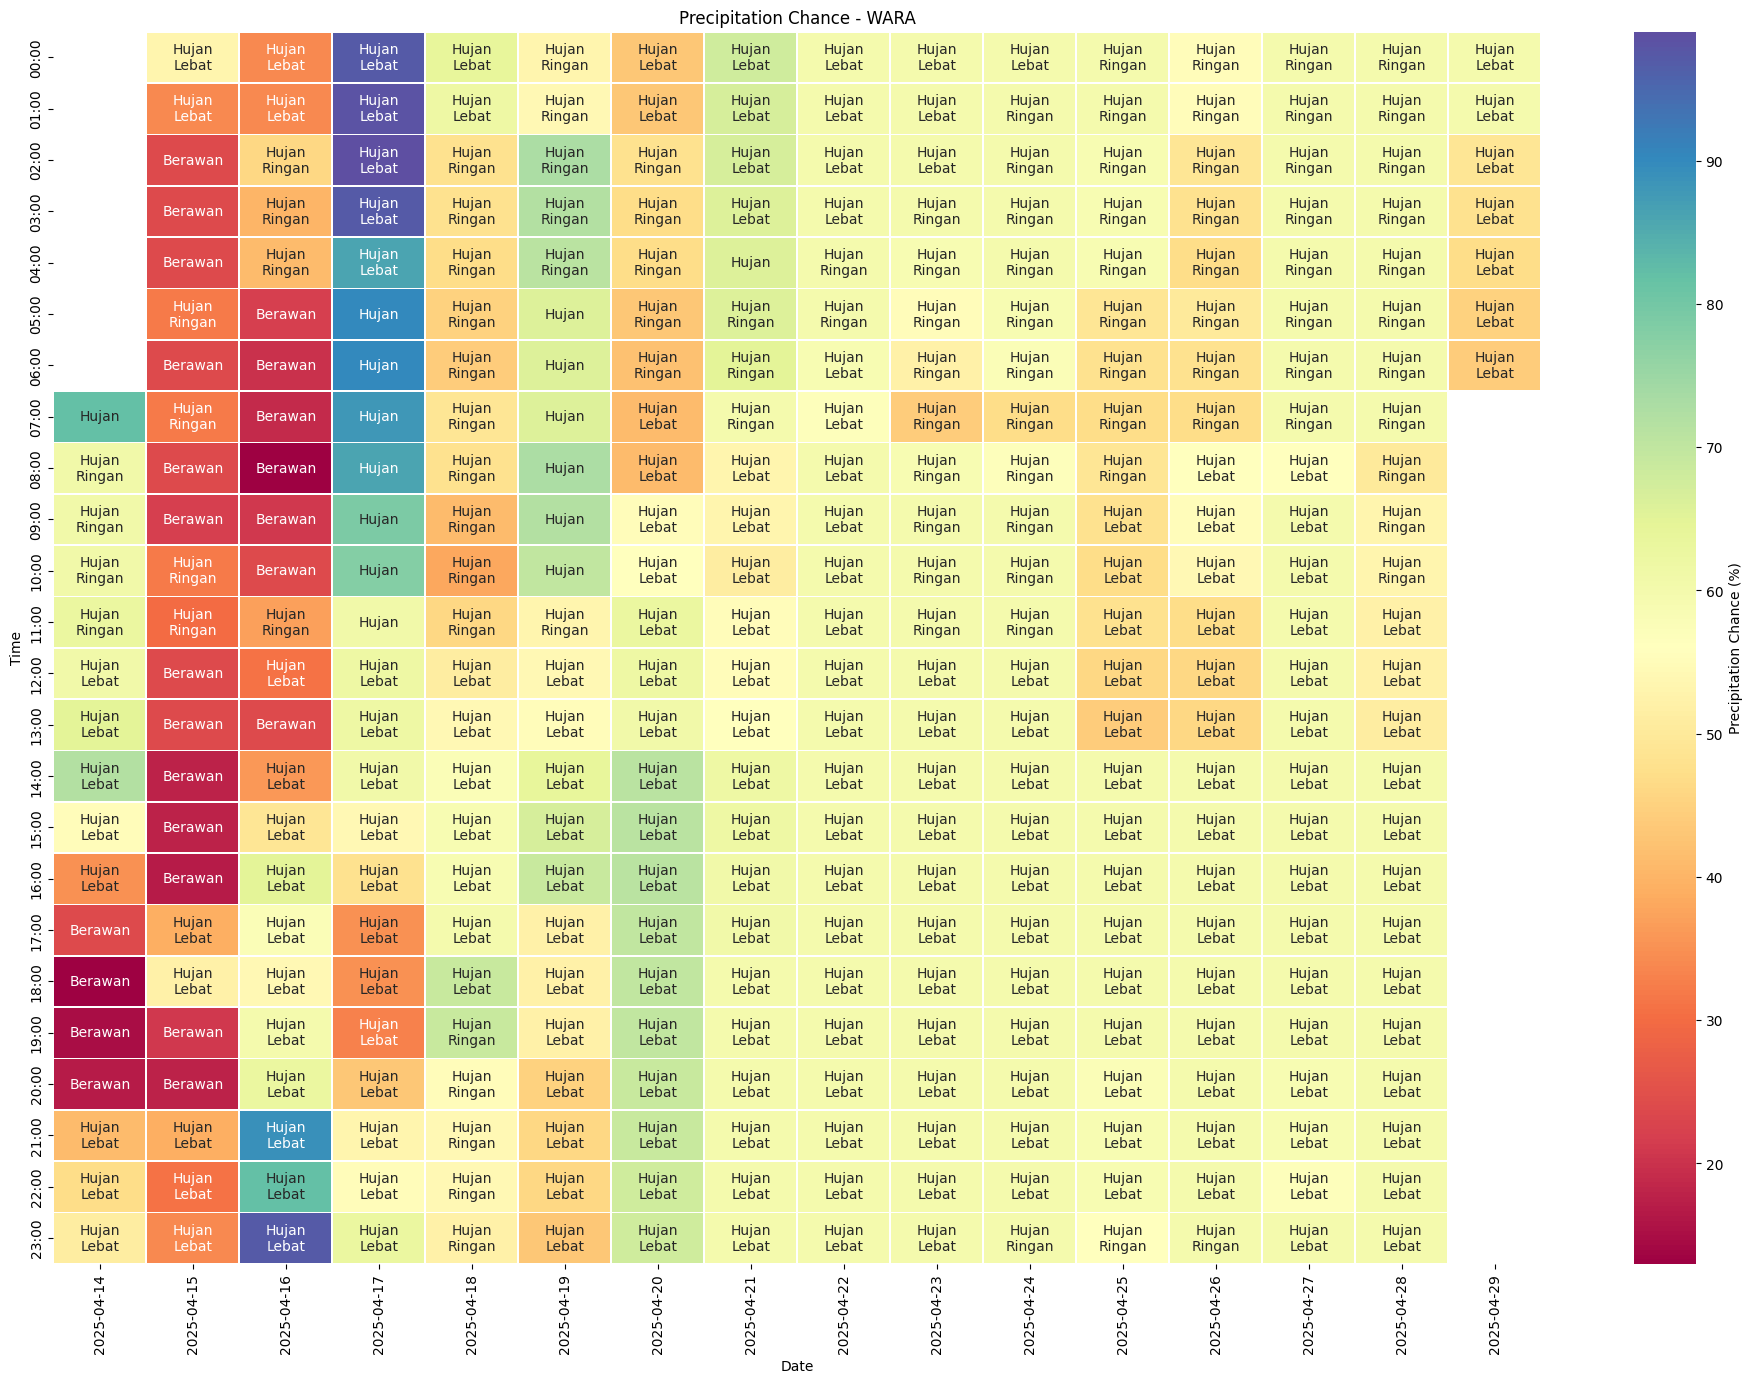 Precipitation Chance - WARA
00:00 Hujan Lebat Hujan Lebat Hujan Lebat Hujan Lebat Hujan Ringan Hujan Lebat Hujan Lebat Hujan Lebat Hujan Lebat Hujan Lebat Hujan Ringan Hujan Ringan Hujan Ringan Hujan Ringan Hujan Lebat
01:00 Hujan Lebat Hujan Lebat Hujan Lebat Hujan Lebat Hujan Ringan Hujan Lebat Hujan Lebat Hujan Lebat Hujan Lebat Hujan Ringan Hujan Ringan Hujan Ringan Hujan Ringan Hujan Ringan Hujan Lebat
02:00 Berawan Hujan Ringan Hujan Lebat Hujan Ringan Hujan Ringan Hujan Ringan Hujan Lebat Hujan Lebat Hujan Lebat Hujan Ringan Hujan Ringan Hujan Ringan Hujan Ringan Hujan Ringan Hujan Lebat
03:00 Berawan Hujan Ringan Hujan Lebat Hujan Ringan Hujan Ringan Hujan Ringan Hujan Lebat Hujan Lebat Hujan Ringan Hujan Ringan Hujan Ringan Hujan Ringan Hujan Ringan Hujan Ringan Hujan Lebat
04:00 Berawan Hujan Ringan Hujan Lebat Hujan Ringan Hujan Ringan Hujan Ringan Hujan Hujan Ringan Hujan Ringan Hujan Ringan Hujan Ringan Hujan Ringan Hujan Ringan Hujan Ringan Hujan Lebat
05:00 Hujan Ringan Berawan Hujan Hujan Ringan Hujan Hujan Ringan Hujan Ringan Hujan Ringan Hujan Ringan Hujan Ringan Hujan Ringan Hujan Ringan Hujan Ringan Hujan Ringan Hujan Lebat
06:00 Berawan Berawan Hujan Hujan Ringan Hujan Hujan Ringan Hujan Ringan Hujan Lebat Hujan Ringan Hujan Ringan Hujan Ringan Hujan Ringan Hujan Ringan Hujan Ringan Hujan Lebat
07:00 Hujan Hujan Ringan Berawan Hujan Hujan Ringan Hujan Hujan Lebat Hujan Ringan Hujan Lebat Hujan Ringan Hujan Ringan Hujan Ringan Hujan Ringan Hujan Ringan Hujan Ringan
08:00 Hujan Ringan Berawan Berawan Hujan Hujan Ringan Hujan Hujan Lebat Hujan Lebat Hujan Lebat Hujan Ringan Hujan Ringan Hujan Ringan Hujan Lebat Hujan Lebat Hujan Ringan
09:00 Hujan Ringan Berawan Berawan Hujan Hujan Ringan Hujan Hujan Lebat Hujan Lebat Hujan Lebat Hujan Ringan Hujan Ringan Hujan Lebat Hujan Lebat Hujan Lebat Hujan Ringan
10:00 Hujan Ringan Hujan Ringan Berawan Hujan Hujan Ringan Hujan Hujan Lebat Hujan Lebat Hujan Lebat Hujan Ringan Hujan Ringan Hujan Lebat Hujan Lebat Hujan Lebat Hujan Ringan
11:00 Hujan Ringan Hujan Ringan Hujan Ringan Hujan Hujan Ringan Hujan Ringan Hujan Lebat Hujan Lebat Hujan Lebat Hujan Ringan Hujan Ringan Hujan Lebat Hujan Lebat Hujan Lebat Hujan Lebat
12:00 Hujan Lebat Berawan Hujan Lebat Hujan Lebat Hujan Lebat Hujan Lebat Hujan Lebat Hujan Lebat Hujan Lebat Hujan Lebat Hujan Lebat Hujan Lebat Hujan Lebat Hujan Lebat Hujan Lebat
13:00 Hujan Lebat Berawan Berawan Hujan Lebat Hujan Lebat Hujan Lebat Hujan Lebat Hujan Lebat Hujan Lebat Hujan Lebat Hujan Lebat Hujan Lebat Hujan Lebat Hujan Lebat Hujan Lebat
14:00 Hujan Lebat Berawan Hujan Lebat Hujan Lebat Hujan Lebat Hujan Lebat Hujan Lebat Hujan Lebat Hujan Lebat Hujan Lebat Hujan Lebat Hujan Lebat Hujan Lebat Hujan Lebat Hujan Lebat
15:00 Hujan Lebat Berawan Hujan Lebat Hujan Lebat Hujan Lebat Hujan Lebat Hujan Lebat Hujan Lebat Hujan Lebat Hujan Lebat Hujan Lebat Hujan Lebat Hujan Lebat Hujan Lebat Hujan Lebat
16:00 Hujan Lebat Berawan Hujan Lebat Hujan Lebat Hujan Lebat Hujan Lebat Hujan Lebat Hujan Lebat Hujan Lebat Hujan Lebat Hujan Lebat Hujan Lebat Hujan Lebat Hujan Lebat Hujan Lebat
17:00 Berawan Hujan Lebat Hujan Lebat Hujan Lebat Hujan Lebat Hujan Lebat Hujan Lebat Hujan Lebat Hujan Lebat Hujan Lebat Hujan Lebat Hujan Lebat Hujan Lebat Hujan Lebat Hujan Lebat
18:00 Berawan Hujan Lebat Hujan Lebat Hujan Lebat Hujan Lebat Hujan Lebat Hujan Lebat Hujan Lebat Hujan Lebat Hujan Lebat Hujan Lebat Hujan Lebat Hujan Lebat Hujan Lebat Hujan Lebat
19:00 Berawan Berawan Hujan Lebat Hujan Lebat Hujan Ringan Hujan Lebat Hujan Lebat Hujan Lebat Hujan Lebat Hujan Lebat Hujan Lebat Hujan Lebat Hujan Lebat Hujan Lebat Hujan Lebat
20:00 Berawan Berawan Hujan Lebat Hujan Lebat Hujan Ringan Hujan Lebat Hujan Lebat Hujan Lebat Hujan Lebat Hujan Lebat Hujan Lebat Hujan Lebat Hujan Lebat Hujan Lebat Hujan Lebat
21:00 Hujan Lebat Hujan Lebat Hujan Lebat Hujan Lebat Hujan Ringan Hujan Lebat Hujan Lebat Hujan Lebat Hujan Lebat Hujan Lebat Hujan Lebat Hujan Lebat Hujan Lebat Hujan Lebat Hujan Lebat
22:00 Hujan Lebat Hujan Lebat Hujan Lebat Hujan Lebat Hujan Ringan Hujan Lebat Hujan Lebat Hujan Lebat Hujan Lebat Hujan Lebat Hujan Lebat Hujan Lebat Hujan Lebat Hujan Lebat Hujan Lebat
23:00 Hujan Lebat Hujan Lebat Hujan Lebat Hujan Lebat Hujan Ringan Hujan Lebat Hujan Lebat Hujan Lebat Hujan Lebat Hujan Lebat Hujan Ringan Hujan Ringan Hujan Ringan Hujan Lebat Hujan Lebat
Time
2025-04-14 2025-04-15 2025-04-16 2025-04-17 2025-04-18 2025-04-19 2025-04-20 2025-04-21 2025-04-22 2025-04-23 2025-04-24 2025-04-25 2025-04-26 2025-04-27 2025-04-28 2025-04-29
Date
90
80
70
60
50
40
30
20
Precipitation Chance (%)